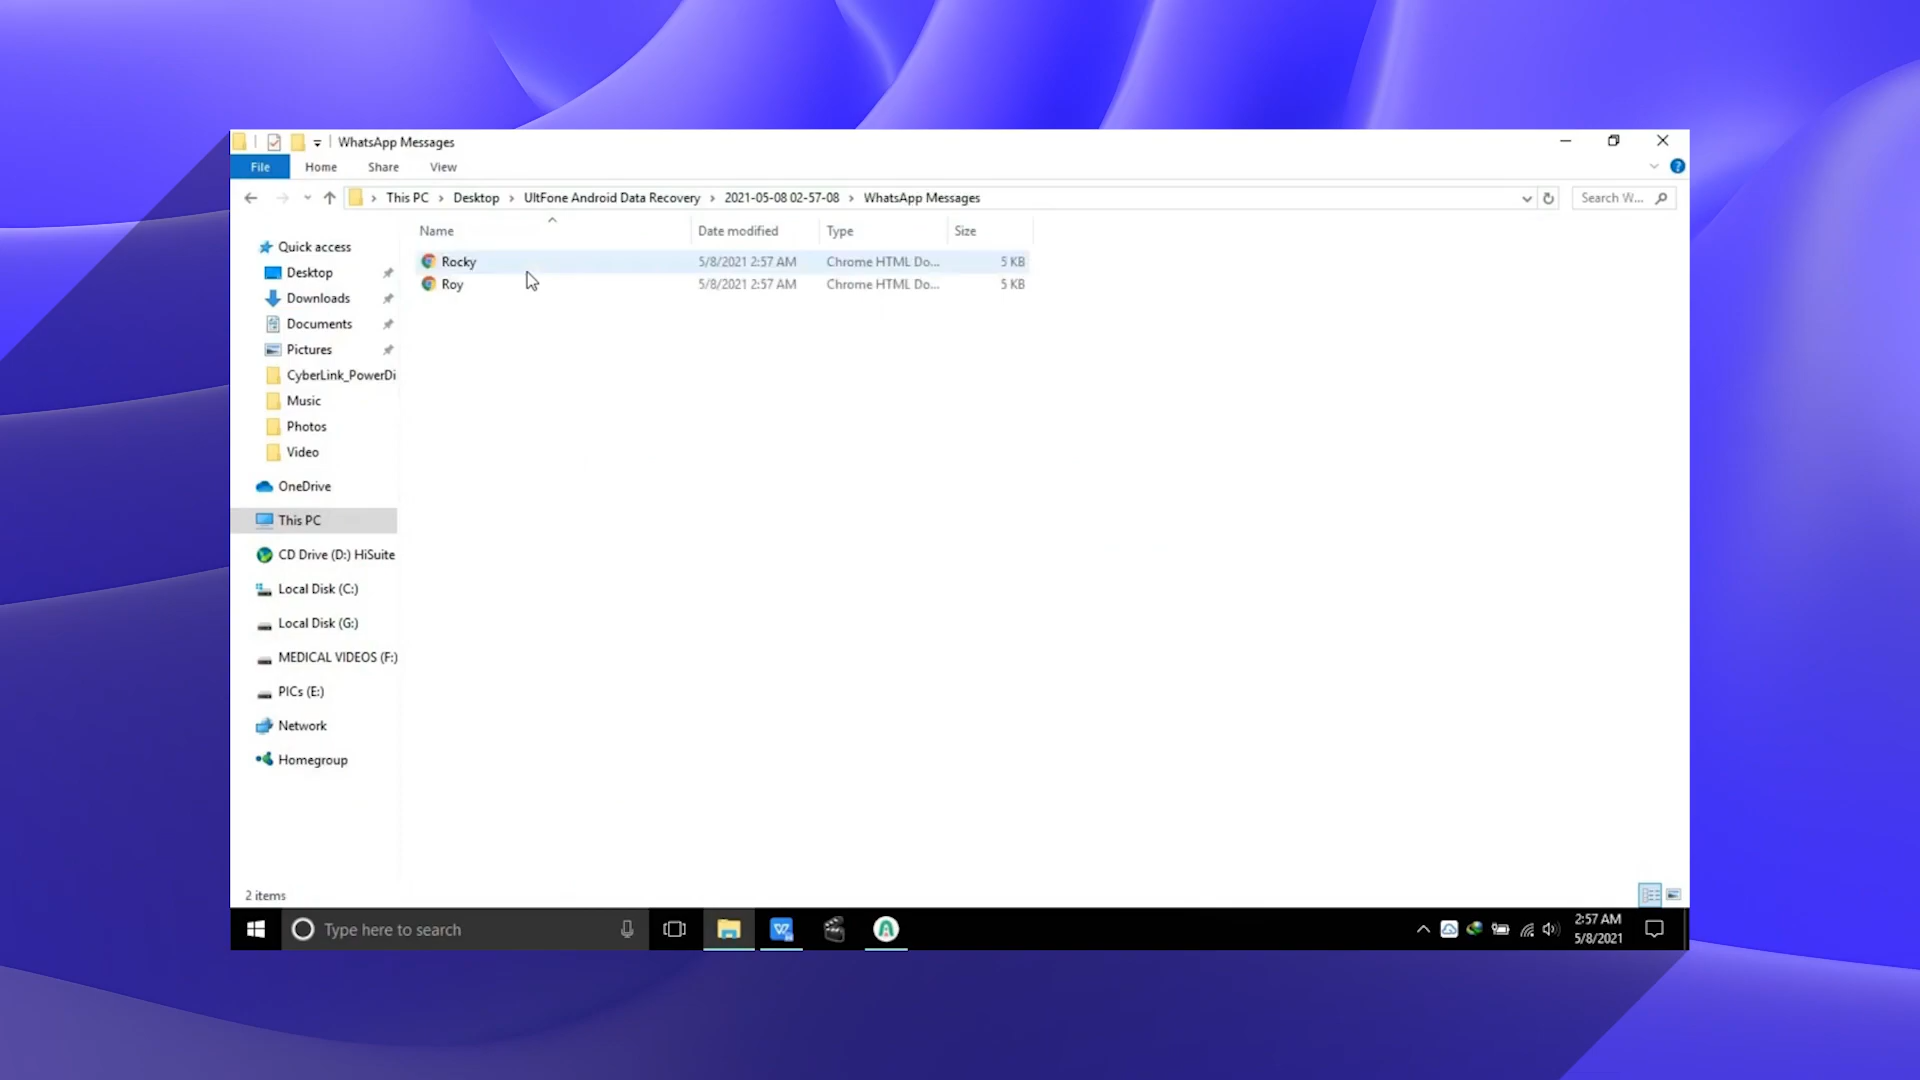 WhatsApp Messages
File Home Share View
This PC Desktop UltFone Android Data Recovery 2021-05-08 02-57-08 WhatsApp Messages
Search W...
Name Date modified Type Size
Rocky 5/8/2021 2:57 AM Chrome HTML Do... 5 KB
Roy 5/8/2021 2:57 AM Chrome HTML Do... 5 KB
Quick access
Desktop
Downloads
Documents
Pictures
CyberLink_PowerDi
Music
Photos
Video
OneDrive
This PC
CD Drive (D:) HiSuite
Local Disk (C:)
Local Disk (G:)
MEDICAL VIDEOS (F:)
PICs (E:)
Network
Homegroup
2 items
Type here to search
2:57 AM
5/8/2021